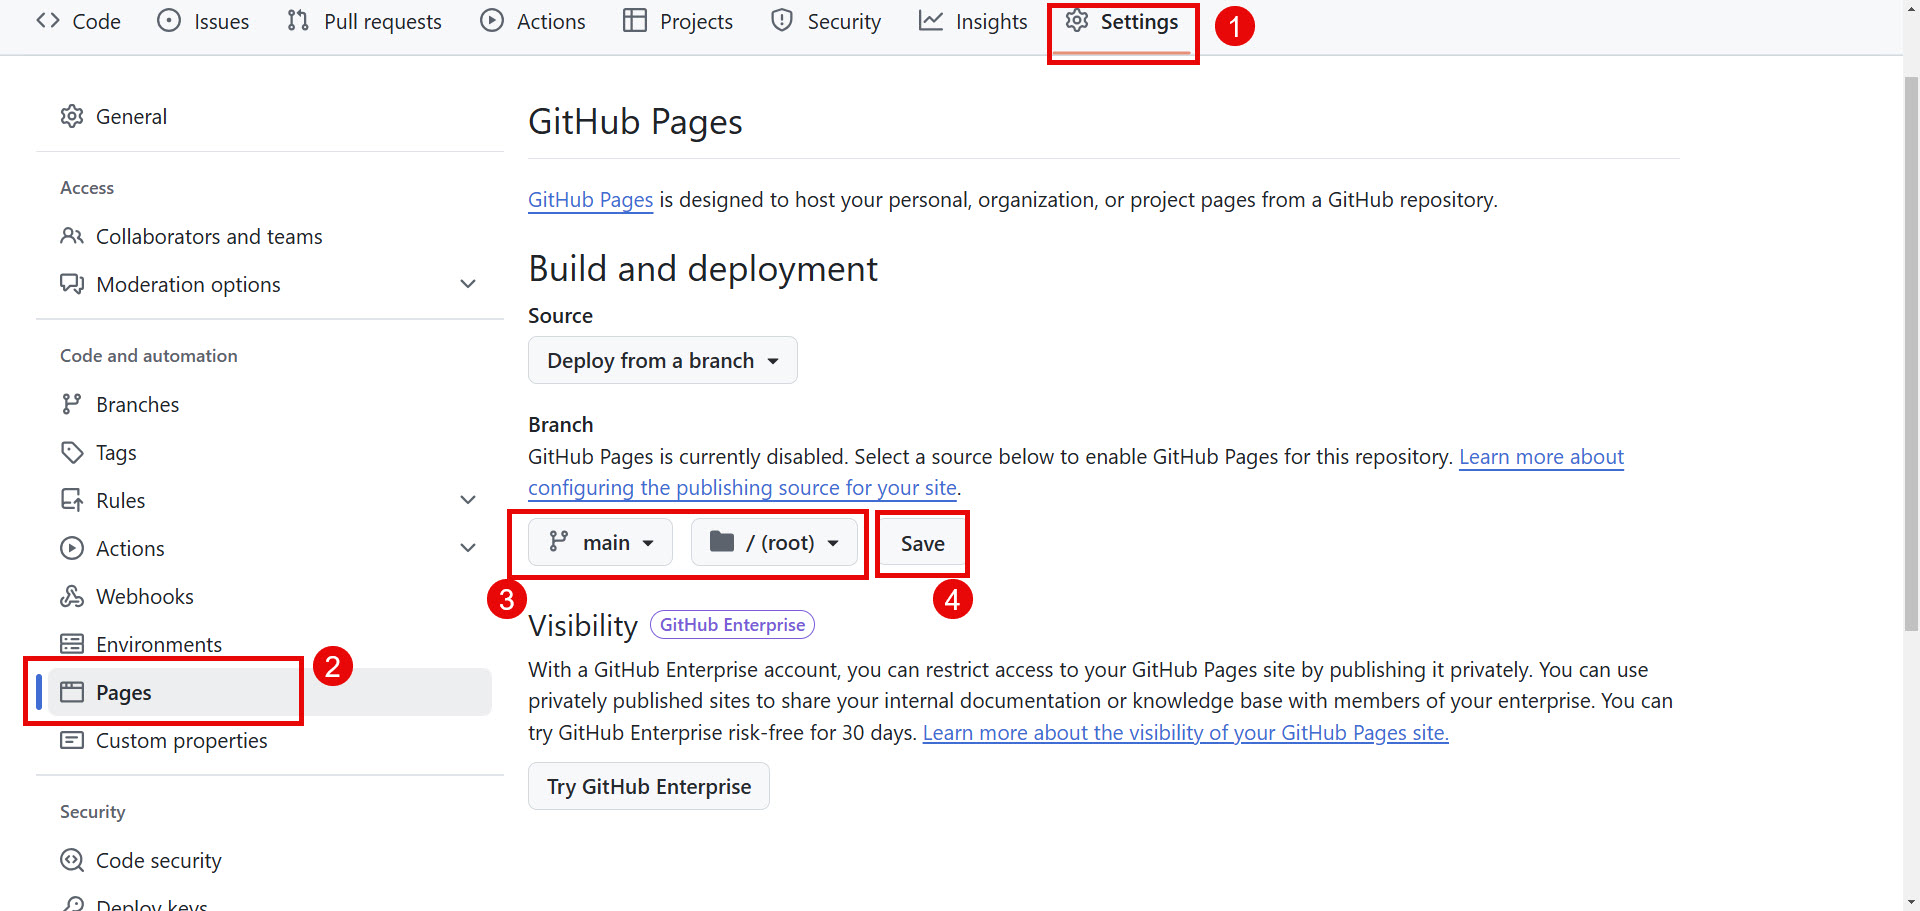 Code
Issues
Pull requests
Actions
Projects
Security
Insights
Settings
1
General
Access
Collaborators and teams
Moderation options
Code and automation
Branches
Tags
Rules
Actions
Webhooks
Environments
Pages
2
Custom properties
Security
Code security
Deploy keys
GitHub Pages
GitHub Pages is designed to host your personal, organization, or project pages from a GitHub repository.
Build and deployment
Source
Deploy from a branch
Branch
GitHub Pages is currently disabled. Select a source below to enable GitHub Pages for this repository. Learn more about
configuring the publishing source for your site.
main / (root) Save
3 4
Visibility GitHub Enterprise
With a GitHub Enterprise account, you can restrict access to your GitHub Pages site by publishing it privately. You can use
privately published sites to share your internal documentation or knowledge base with members of your enterprise. You can
try GitHub Enterprise risk-free for 30 days. Learn more about the visibility of your GitHub Pages site.
Try GitHub Enterprise